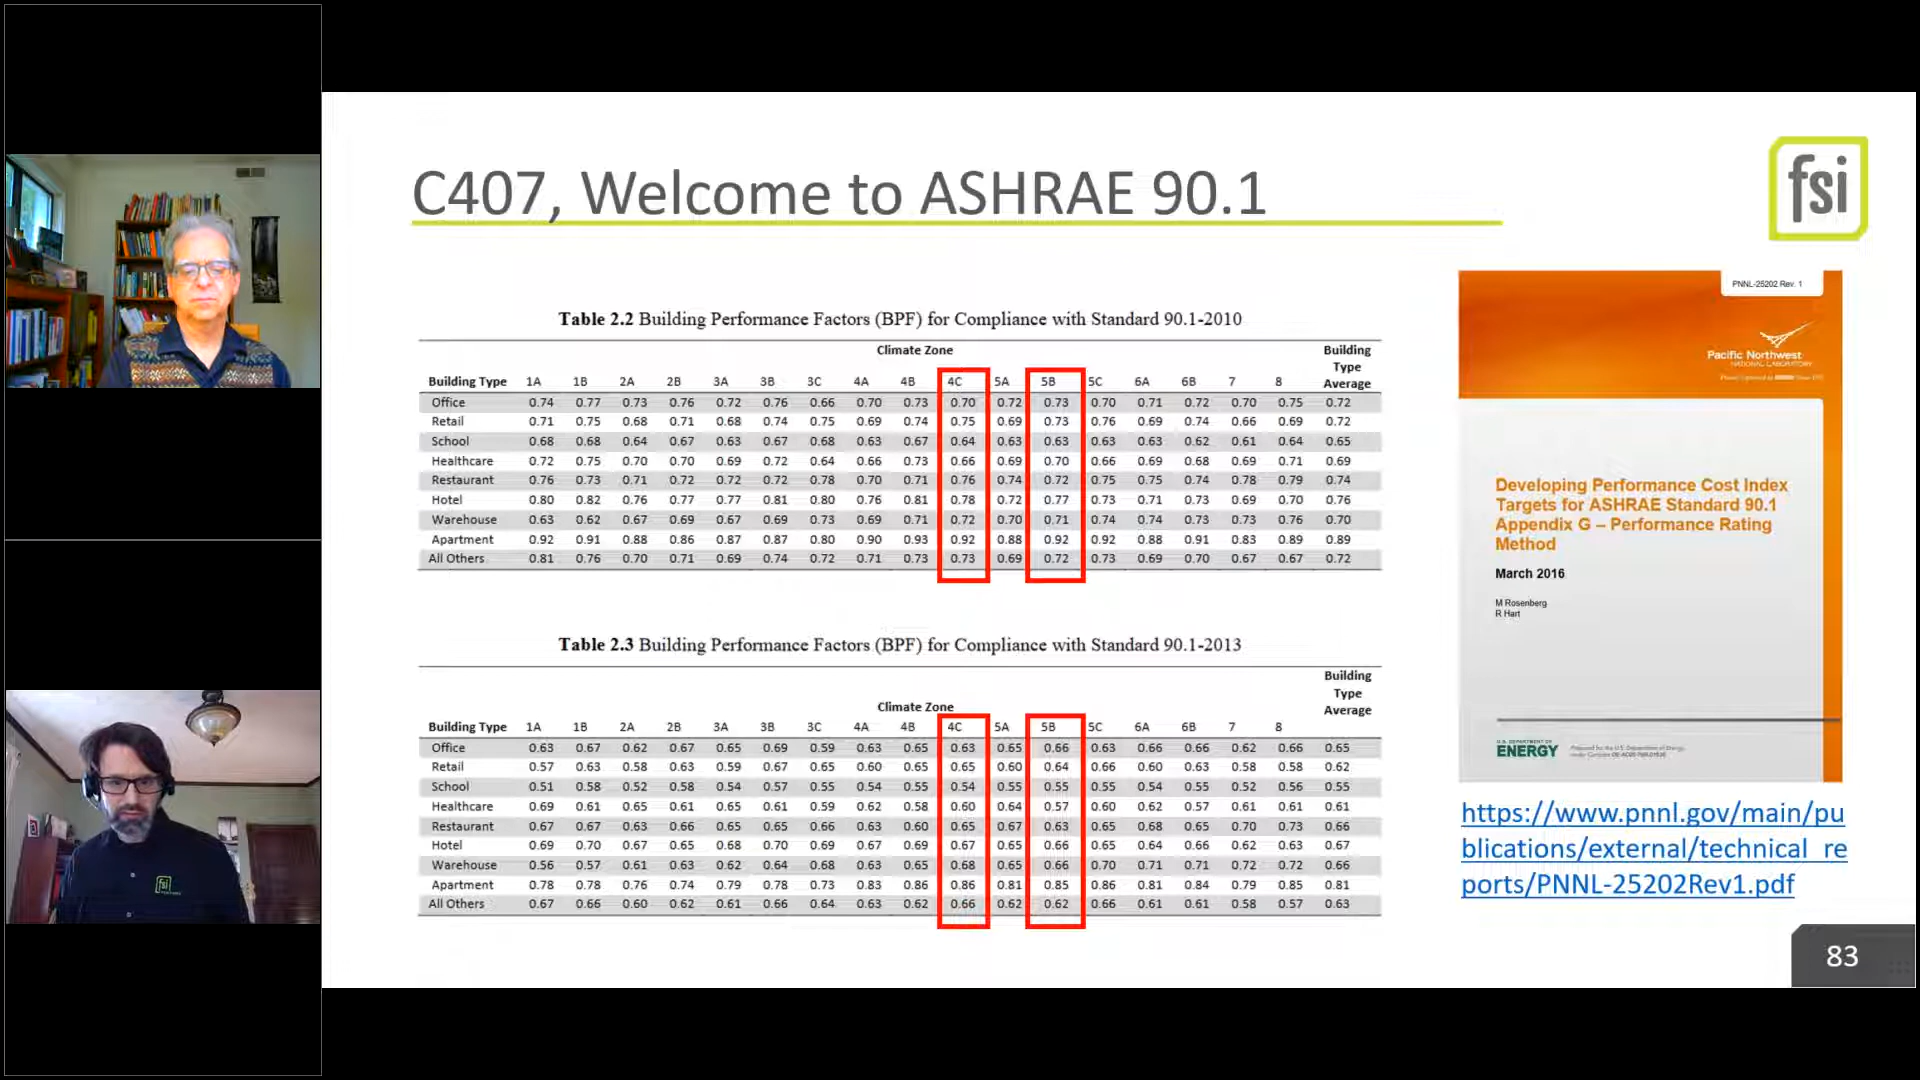 C407, Welcome to ASHRAE 90.1
fsi
Table 2.2 Building Performance Factors (BPF) for Compliance with Standard 90.1-2010
Climate Zone
Building
Type
Average
Building Type 1A 1B 2A 2B 3A 3B 3C 4A 4B 4C 5A 5B 5C 6A 6B 7 8
Office 0.74 0.77 0.73 0.76 0.72 0.76 0.66 0.70 0.73 0.70 0.72 0.73 0.70 0.71 0.72 0.70 0.75 0.72
Retail 0.71 0.75 0.68 0.71 0.68 0.74 0.75 0.69 0.74 0.75 0.69 0.73 0.76 0.69 0.74 0.66 0.69 0.72
School 0.68 0.68 0.64 0.67 0.63 0.67 0.68 0.63 0.67 0.64 0.63 0.63 0.63 0.63 0.62 0.61 0.64 0.65
Healthcare 0.72 0.75 0.70 0.70 0.69 0.72 0.64 0.66 0.73 0.66 0.69 0.70 0.66 0.69 0.68 0.69 0.71 0.69
Restaurant 0.76 0.73 0.71 0.72 0.72 0.72 0.78 0.70 0.71 0.76 0.74 0.72 0.75 0.75 0.74 0.78 0.79 0.74
Hotel 0.80 0.82 0.76 0.77 0.77 0.81 0.80 0.76 0.81 0.78 0.72 0.77 0.73 0.71 0.73 0.69 0.70 0.76
Warehouse 0.63 0.62 0.67 0.69 0.67 0.69 0.73 0.69 0.71 0.72 0.70 0.71 0.74 0.74 0.73 0.73 0.76 0.70
Apartment 0.92 0.91 0.88 0.86 0.87 0.87 0.80 0.90 0.93 0.92 0.88 0.92 0.92 0.88 0.91 0.83 0.89 0.89
All Others 0.81 0.76 0.70 0.71 0.69 0.74 0.72 0.71 0.73 0.73 0.69 0.72 0.73 0.69 0.70 0.67 0.67 0.72
Table 2.3 Building Performance Factors (BPF) for Compliance with Standard 90.1-2013
Building
Type
Average
Climate Zone
Building Type 1A 1B 2A 2B 3A 3B 3C 4A 4B 4C 5A 5B 5C 6A 6B 7 8
Office 0.63 0.67 0.62 0.67 0.65 0.69 0.59 0.63 0.65 0.63 0.65 0.66 0.63 0.66 0.66 0.62 0.66 0.65
Retail 0.57 0.63 0.58 0.63 0.59 0.67 0.65 0.60 0.65 0.65 0.60 0.64 0.66 0.60 0.63 0.58 0.58 0.62
School 0.51 0.58 0.52 0.58 0.54 0.57 0.55 0.54 0.55 0.54 0.55 0.55 0.55 0.54 0.55 0.52 0.56 0.55
Healthcare 0.69 0.61 0.65 0.61 0.65 0.61 0.59 0.62 0.58 0.60 0.64 0.57 0.60 0.62 0.57 0.61 0.61 0.61
Restaurant 0.67 0.67 0.63 0.66 0.65 0.65 0.66 0.63 0.60 0.65 0.67 0.63 0.65 0.68 0.65 0.70 0.73 0.66
Hotel 0.69 0.70 0.67 0.65 0.68 0.70 0.69 0.67 0.69 0.67 0.65 0.66 0.65 0.64 0.66 0.62 0.63 0.67
Warehouse 0.56 0.57 0.61 0.63 0.62 0.64 0.68 0.63 0.65 0.68 0.65 0.66 0.70 0.71 0.71 0.72 0.72 0.66
Apartment 0.78 0.78 0.76 0.74 0.79 0.78 0.73 0.83 0.86 0.86 0.81 0.85 0.86 0.81 0.84 0.79 0.85 0.81
All Others 0.67 0.66 0.60 0.62 0.61 0.66 0.64 0.63 0.62 0.66 0.62 0.62 0.66 0.61 0.61 0.58 0.57 0.63
PNNL-25202 Rev. 1
Pacific Northwest
NATIONAL LABORATORY
Developing Performance Cost Index
Targets for ASHRAE Standard 90.1
Appendix G – Performance Rating
Method
March 2016
M Rosenberg
R Hart
U.S. DEPARTMENT OF
ENERGY
https://www.pnnl.gov/main/pu
blications/external/technical_re
ports/PNNL-25202Rev1.pdf
83